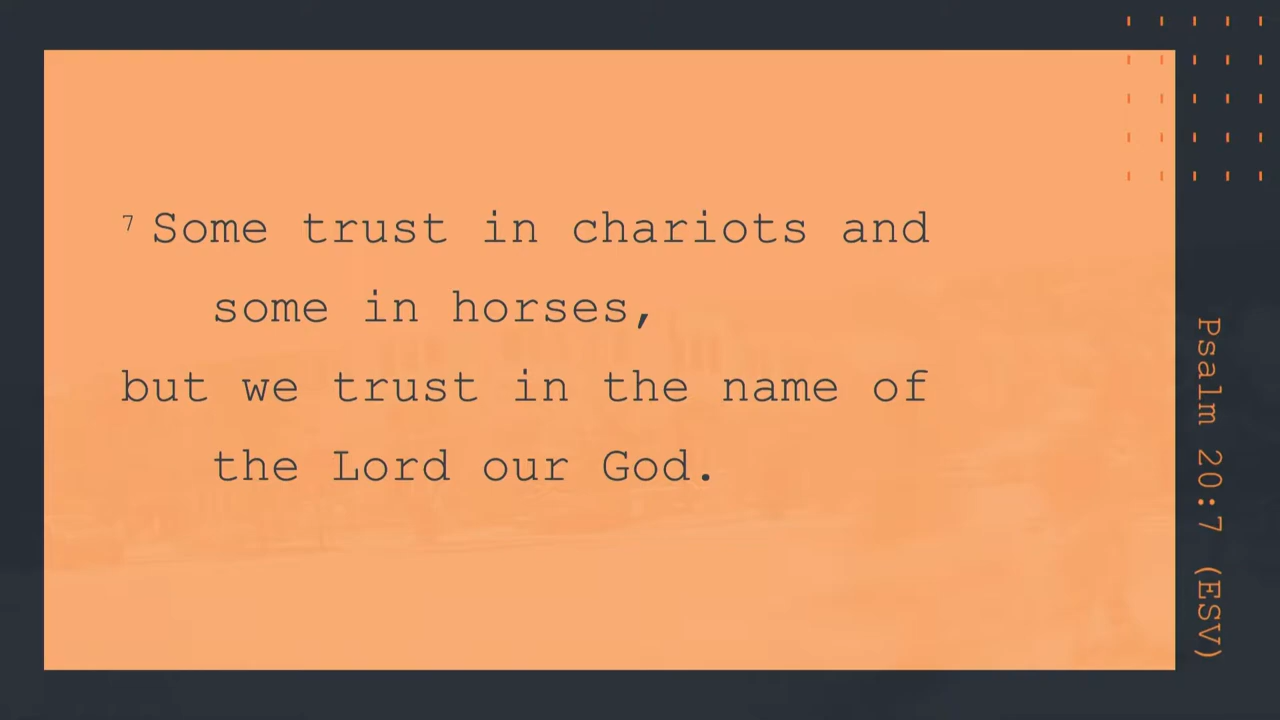 7 Some trust in chariots and
some in horses,
but we trust in the name of
the Lord our God.
Psalm 20:7 (ESV)